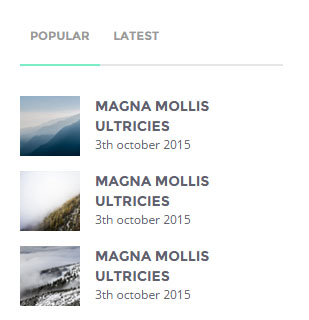 POPULAR LATEST
MAGNA MOLLIS
ULTRICIES
3th october 2015
MAGNA MOLLIS
ULTRICIES
3th october 2015
MAGNA MOLLIS
ULTRICIES
3th october 2015